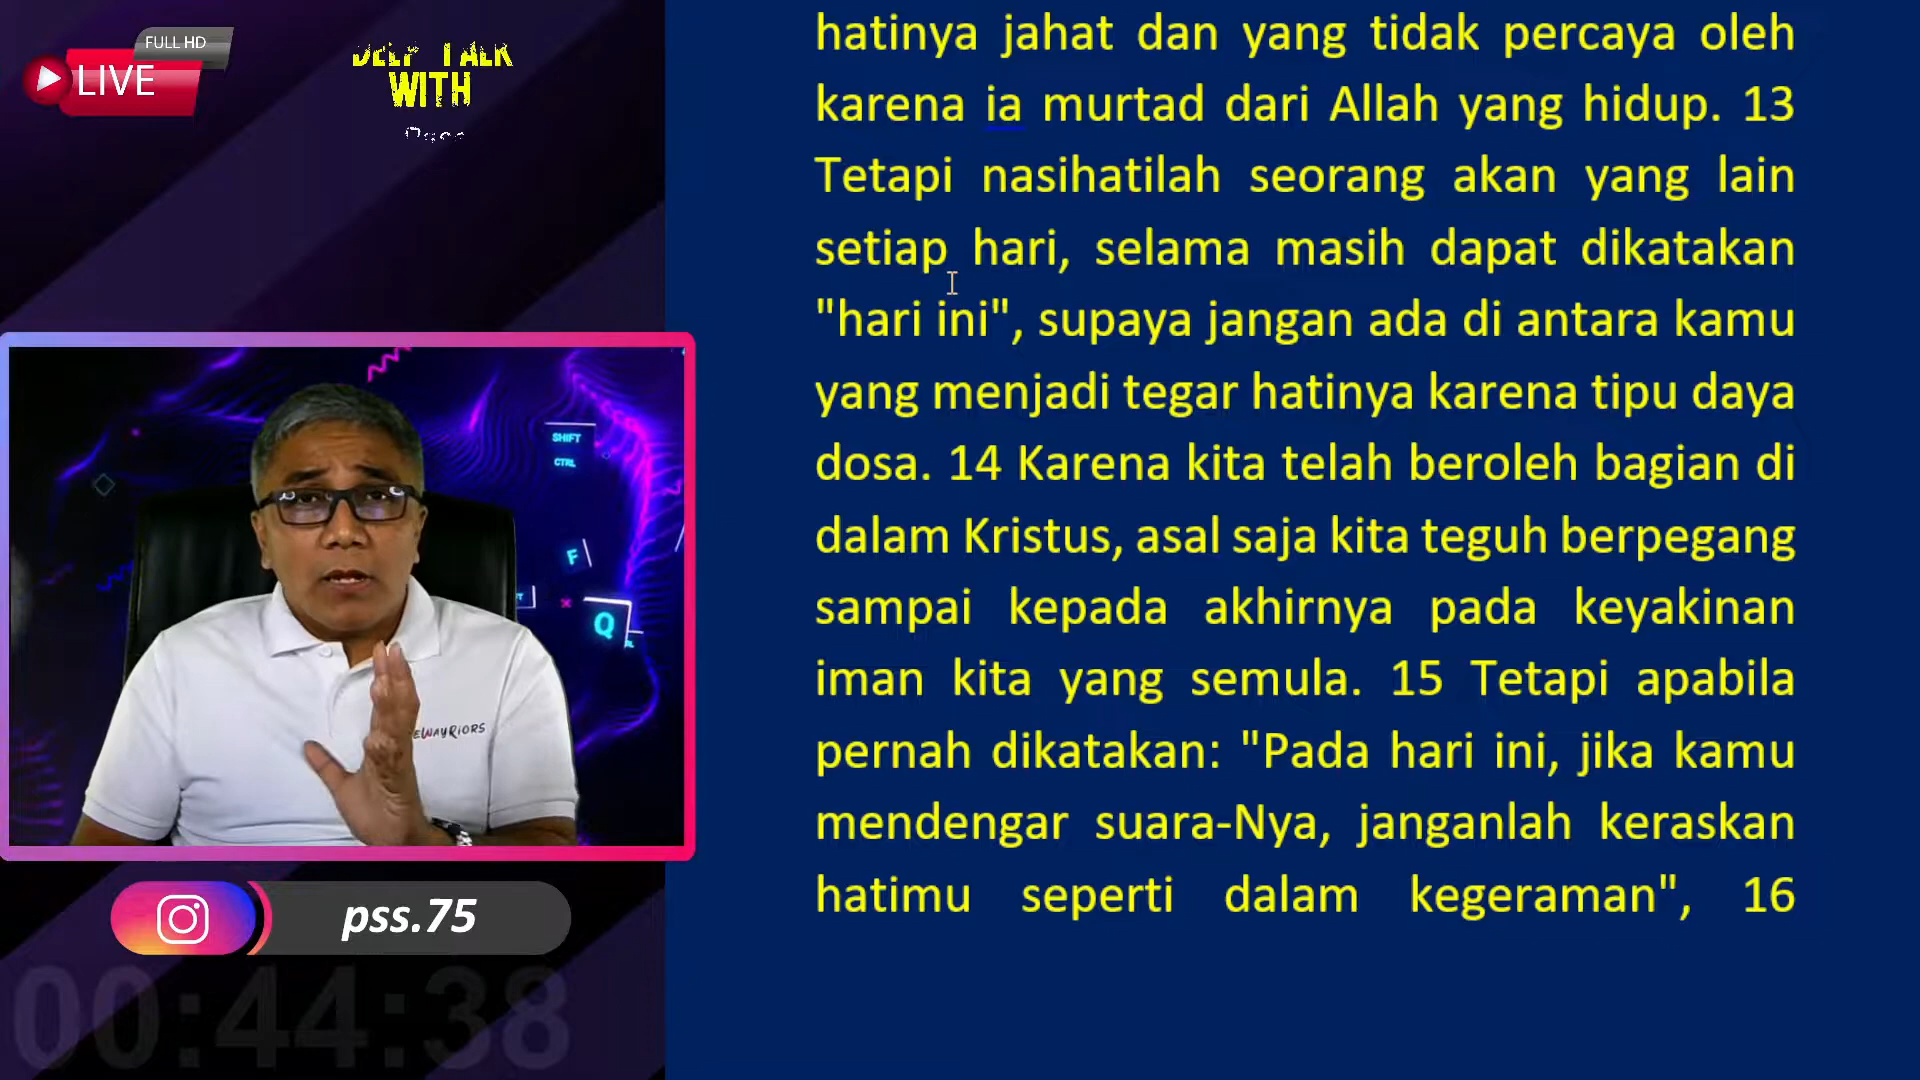 FULL HD
LIVE
DEEP TALK
WITH
SHIFT
CTRL
F
Q
EWAYRIORS
pss.75
00:44:38
hatinya jahat dan yang tidak percaya oleh
karena ia murtad dari Allah yang hidup. 13
Tetapi nasihatilah seorang akan yang lain
setiap hari, selama masih dapat dikatakan
"hari ini", supaya jangan ada di antara kamu
yang menjadi tegar hatinya karena tipu daya
dosa. 14 Karena kita telah beroleh bagian di
dalam Kristus, asal saja kita teguh berpegang
sampai kepada akhirnya pada keyakinan
iman kita yang semula. 15 Tetapi apabila
pernah dikatakan: "Pada hari ini, jika kamu
mendengar suara-Nya, janganlah keraskan
hatimu seperti dalam kegeraman", 16